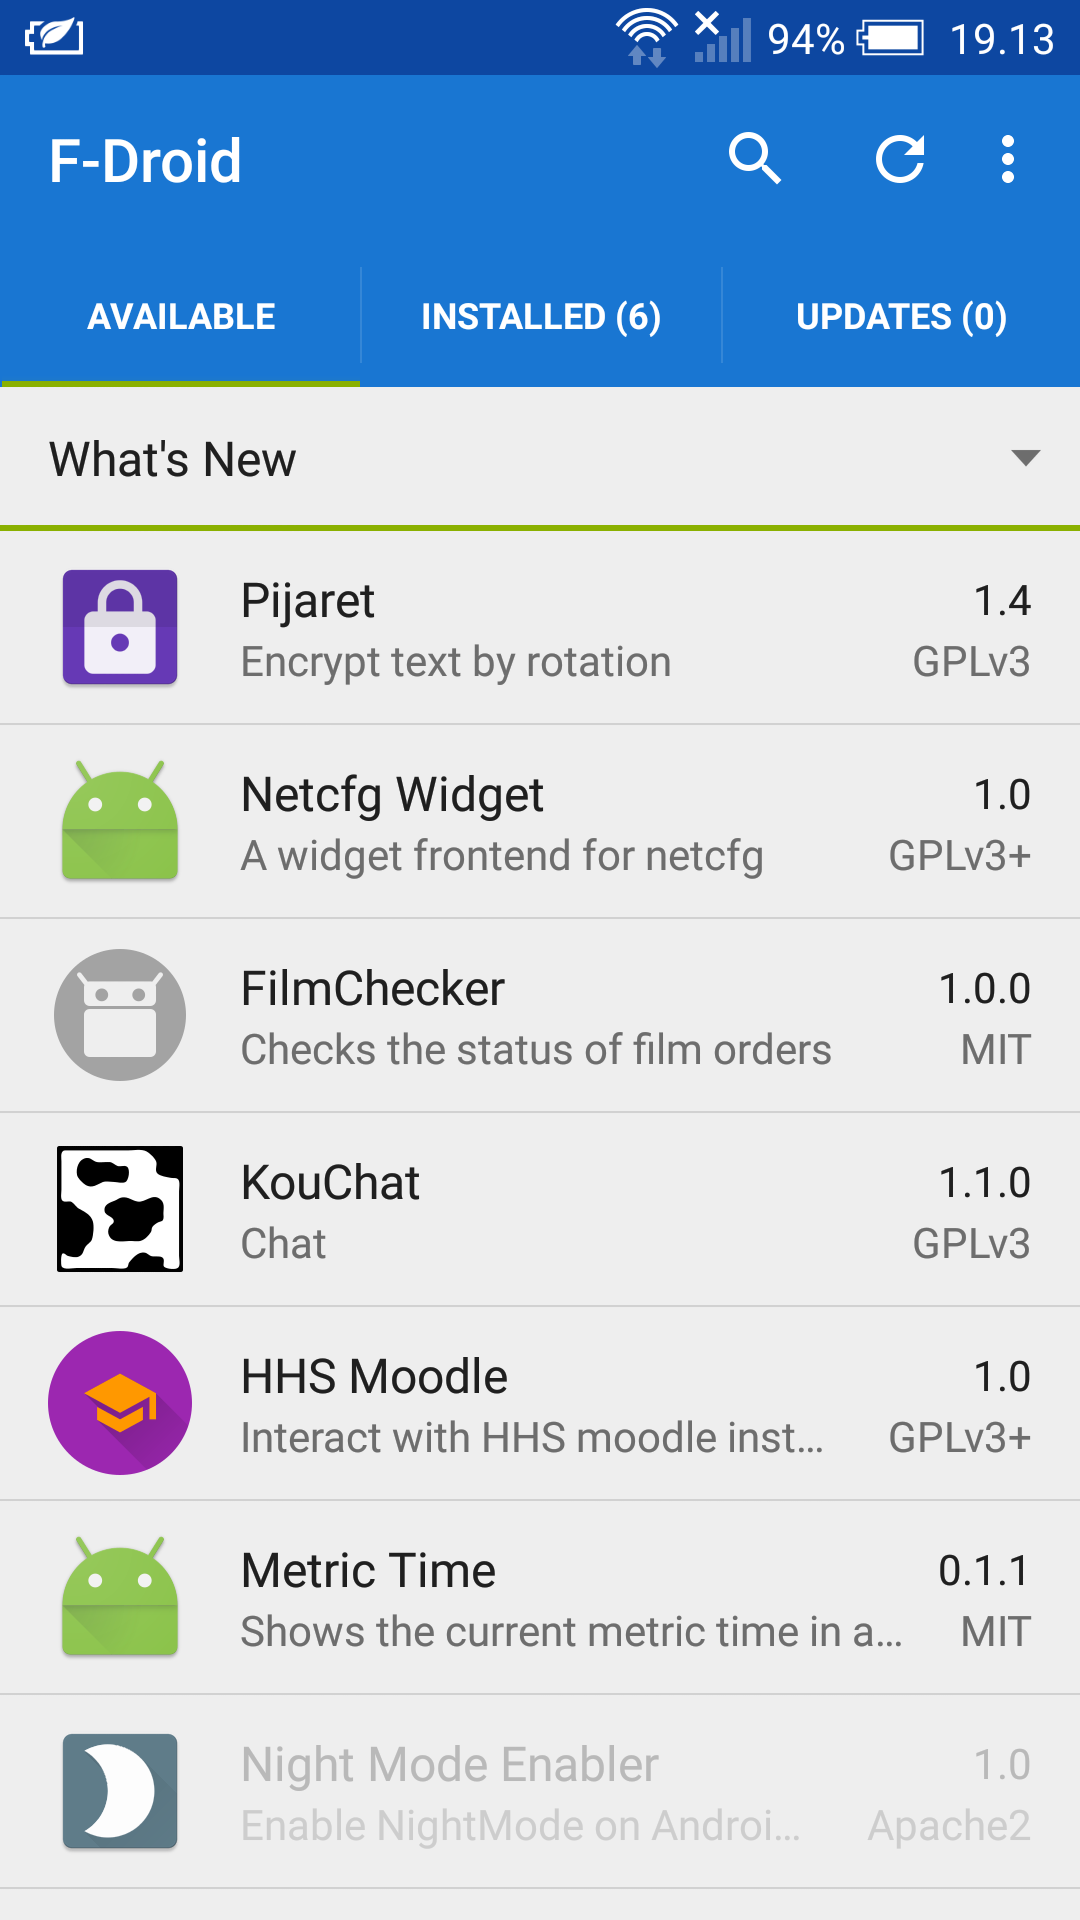 94% 19.13
F-Droid
AVAILABLE INSTALLED (6) UPDATES (0)
What's New
Pijaret 1.4
Encrypt text by rotation GPLv3
Netcfg Widget 1.0
A widget frontend for netcfg GPLv3+
FilmChecker 1.0.0
Checks the status of film orders MIT
KouChat 1.1.0
Chat GPLv3
HHS Moodle 1.0
Interact with HHS moodle inst... GPLv3+
Metric Time 0.1.1
Shows the current metric time in a... MIT
Night Mode Enabler 1.0
Enable NightMode on Androi... Apache2